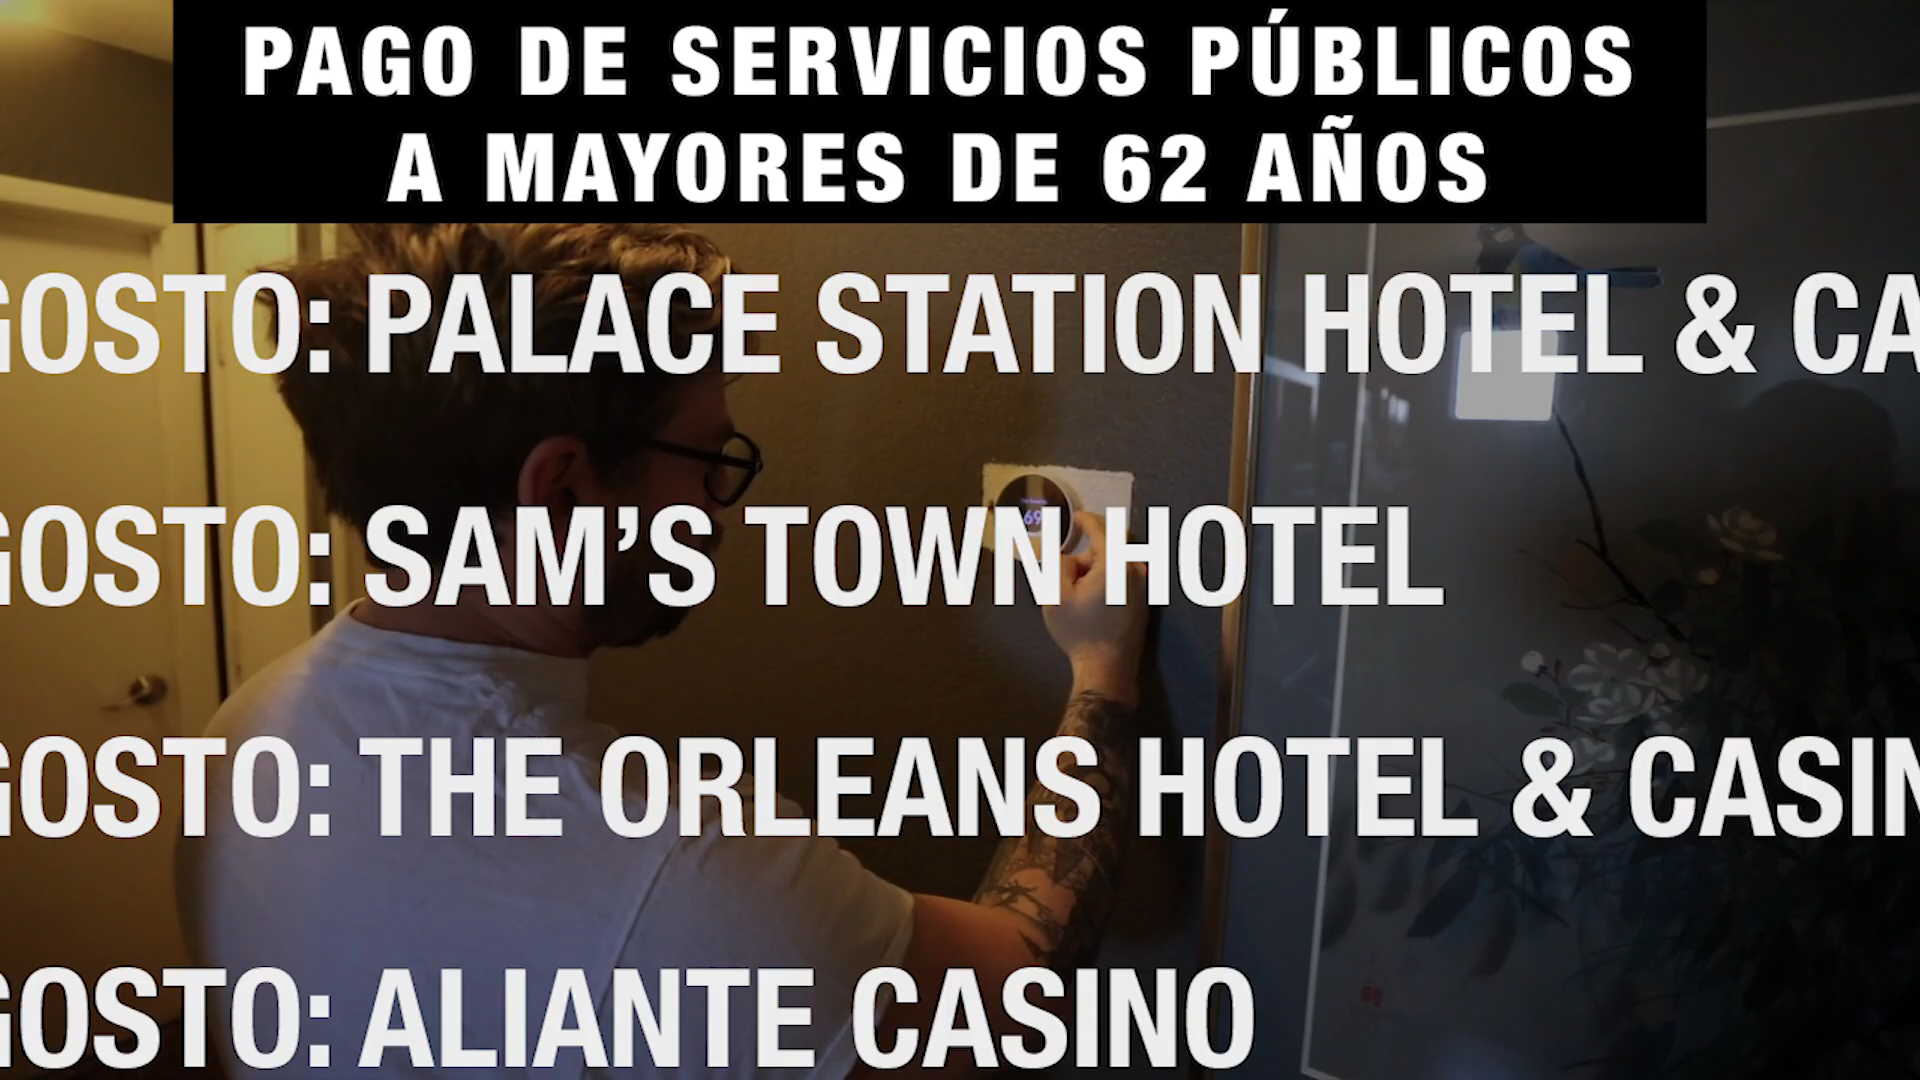 PAGO DE SERVICIOS PÚBLICOS
A MAYORES DE 62 AÑOS
GOSTO: PALACE STATION HOTEL & CA
GOSTO: SAM’S TOWN HOTEL
69
GOSTO: THE ORLEANS HOTEL & CASIN
GOSTO: ALIANTE CASINO